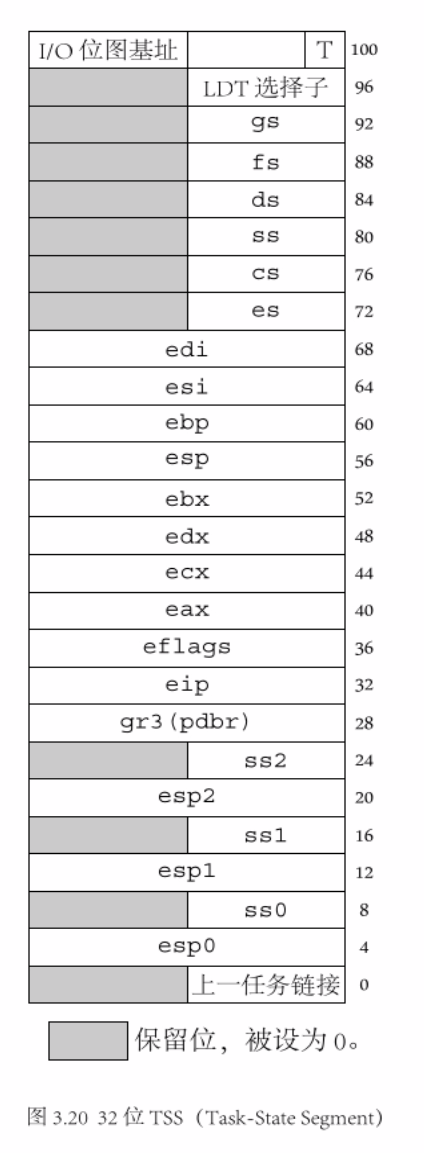 I/O 位图基址 T 100
LDT 选择子 96
gs 92
fs 88
ds 84
ss 80
cs 76
es 72
edi 68
esi 64
ebp 60
esp 56
ebx 52
edx 48
ecx 44
eax 40
eflags 36
eip 32
gr3(pdbr) 28
ss2 24
esp2 20
ss1 16
esp1 12
ss0 8
esp0 4
上一任务链接 0
保留位，被设为 0。
图 3.20 32 位 TSS（Task-State Segment）